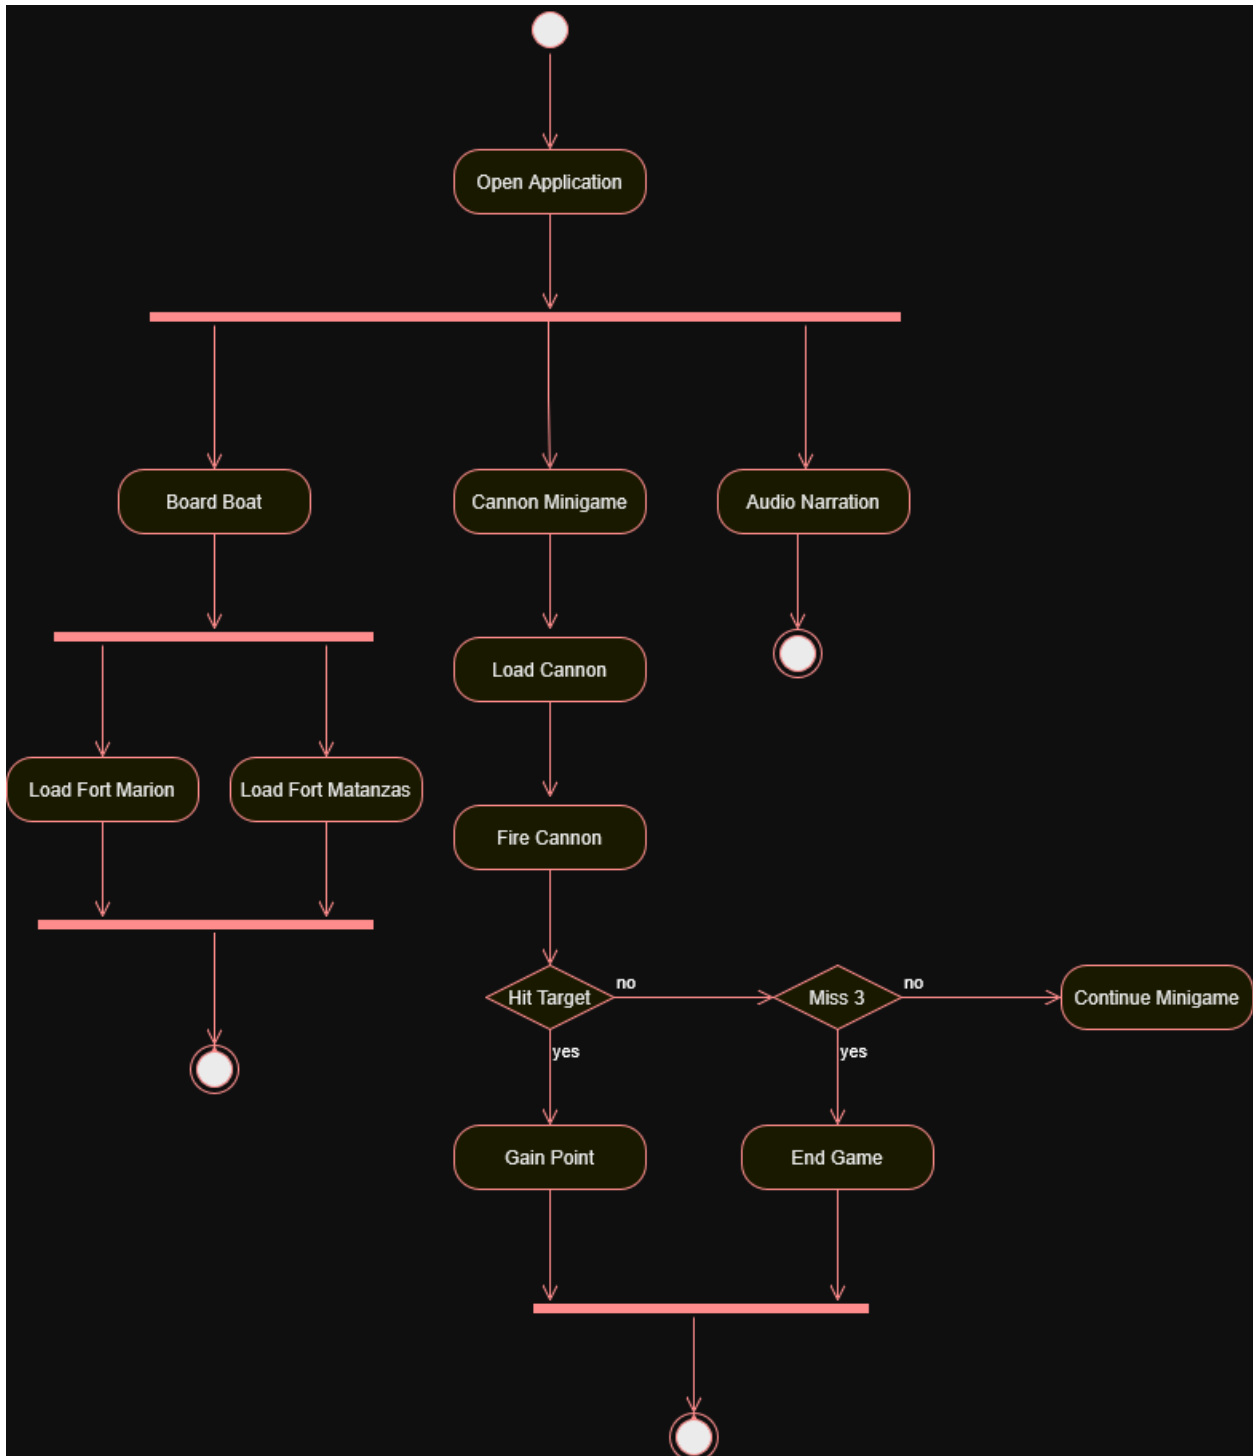 Open Application
Board Boat
Cannon Minigame
Audio Narration
Load Cannon
Load Fort Marion
Load Fort Matanzas
Fire Cannon
Hit Target
no
Miss 3
no
Continue Minigame
yes
yes
Gain Point
End Game